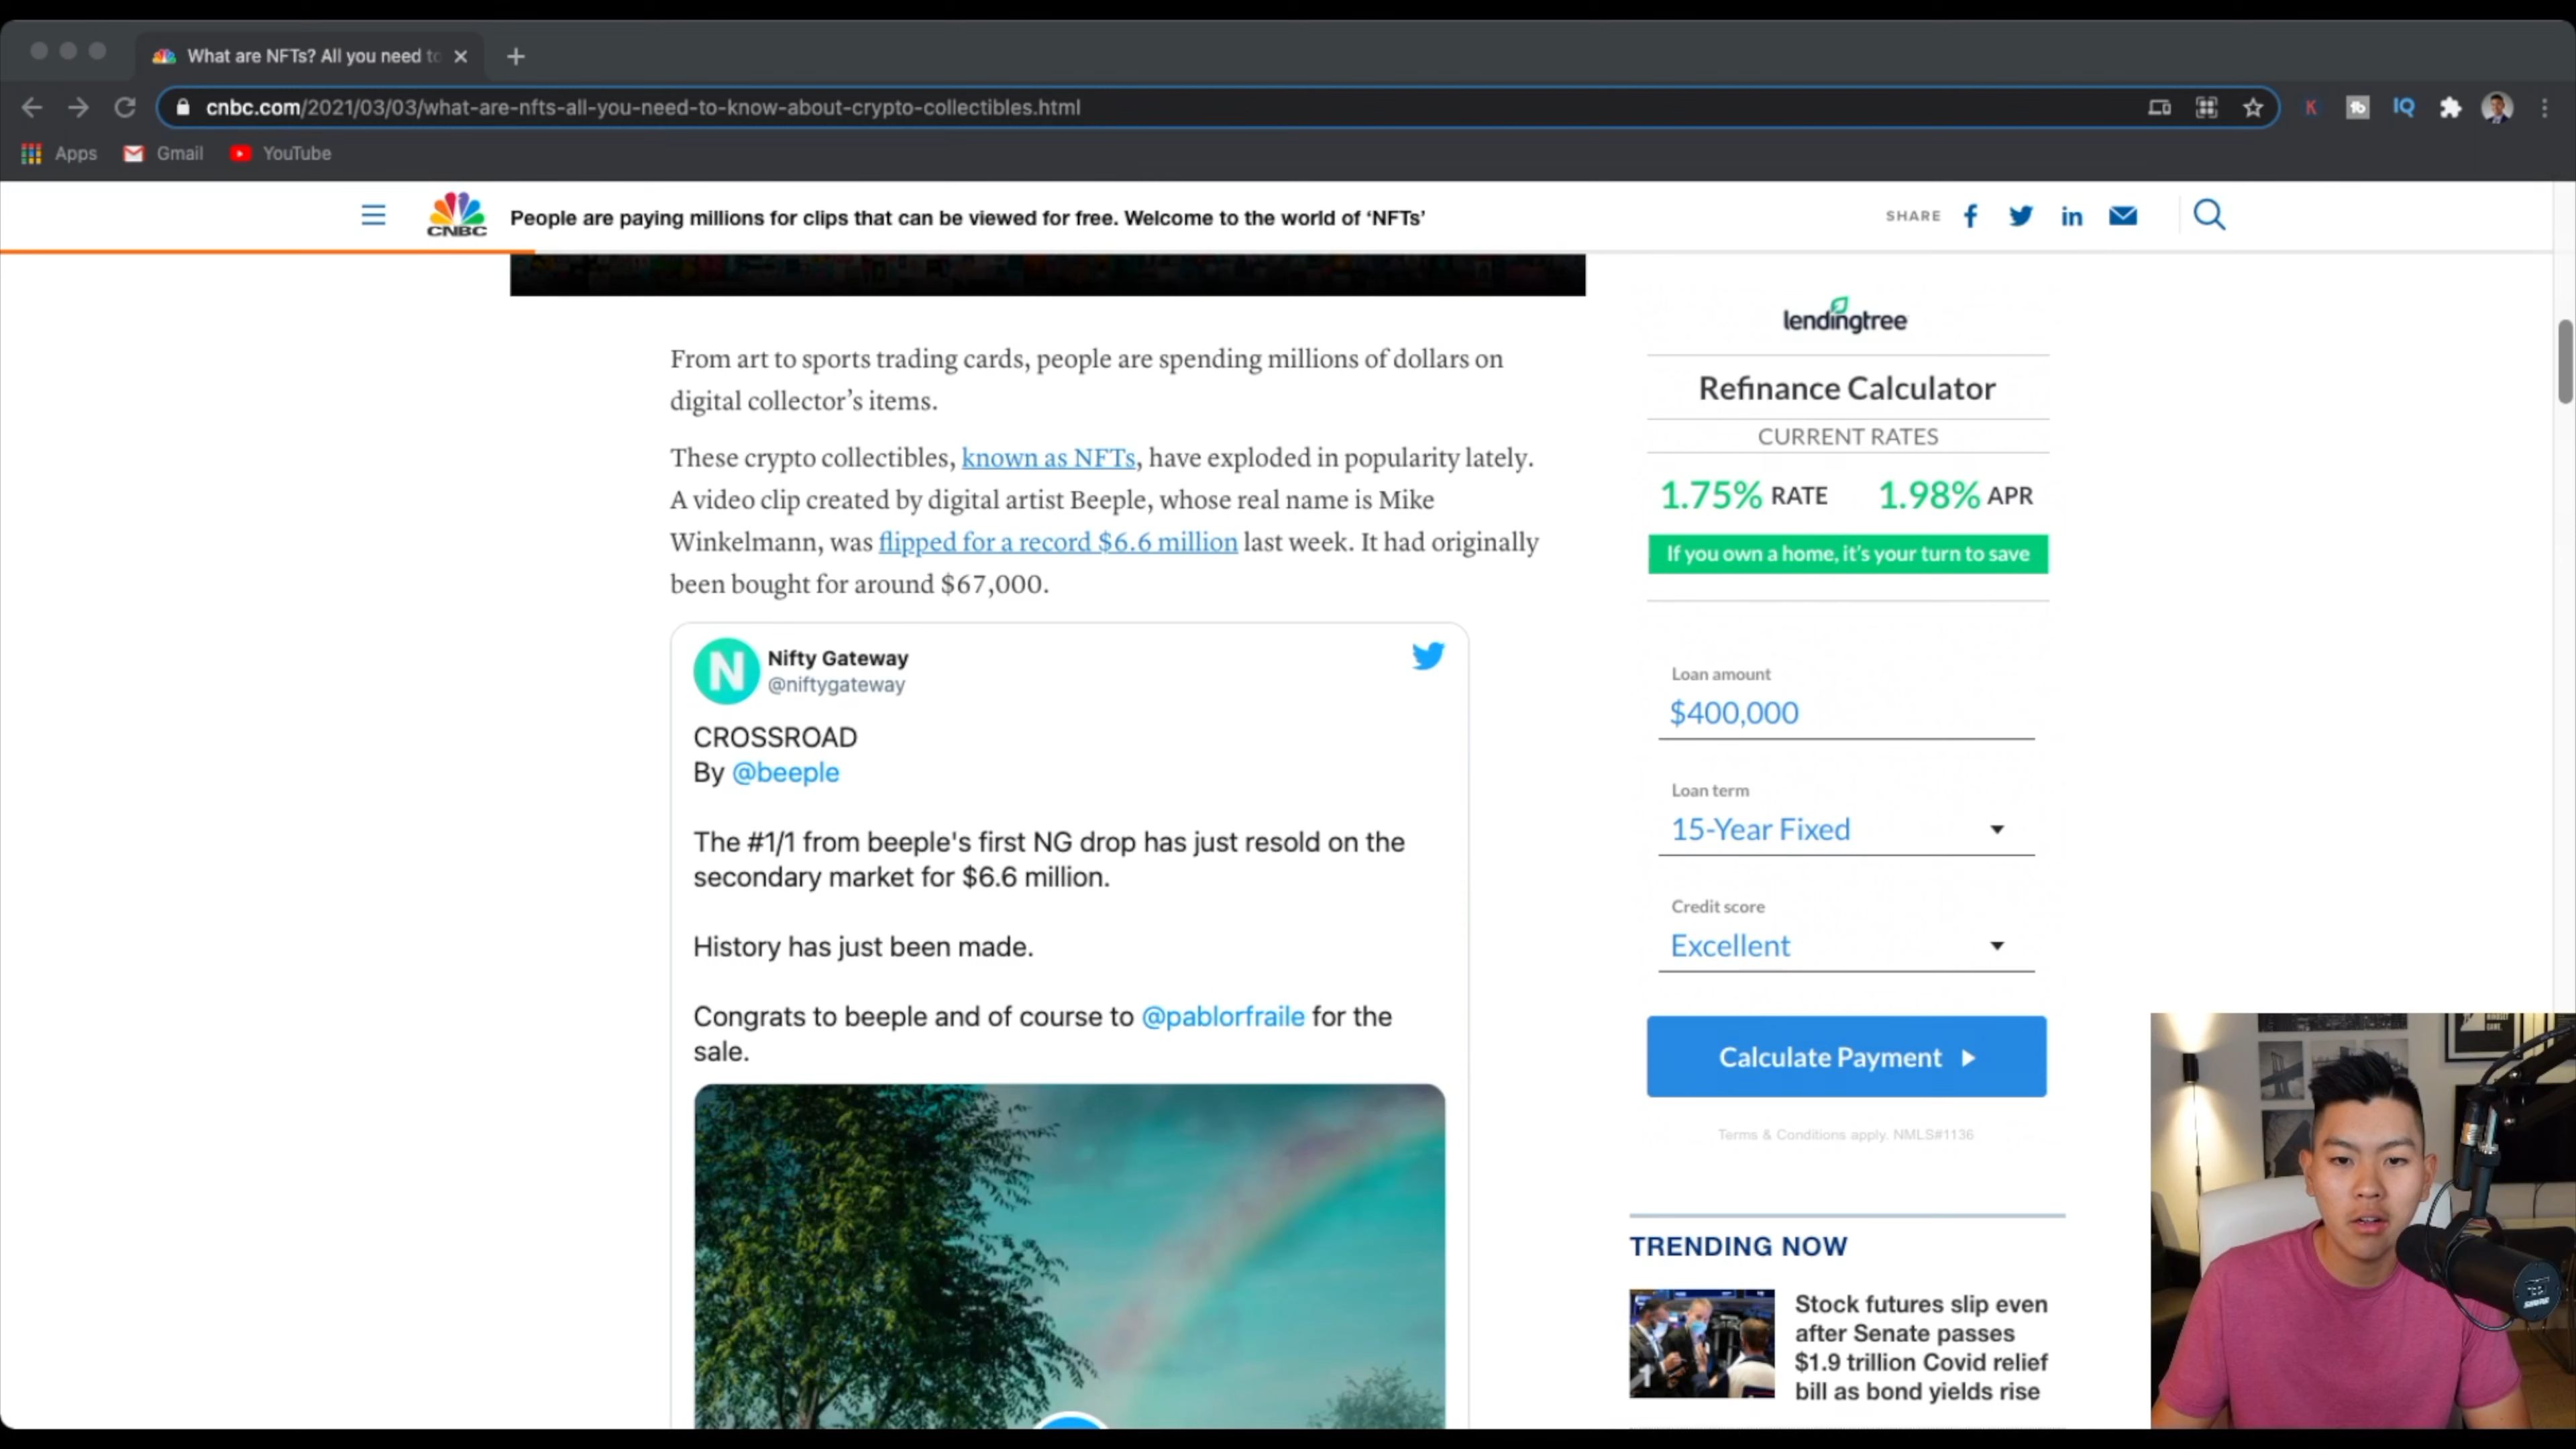 What are NFTs? All you need to
cnbc.com/2021/03/03/what-are-nfts-all-you-need-to-know-about-crypto-collectibles.html
K
tb
IQ
Apps
Gmail
YouTube
CNBC
People are paying millions for clips that can be viewed for free. Welcome to the world of ‘NFTs’
SHARE
From art to sports trading cards, people are spending millions of dollars on
digital collector’s items.
These crypto collectibles, known as NFTs, have exploded in popularity lately.
A video clip created by digital artist Beeple, whose real name is Mike
Winkelmann, was flipped for a record $6.6 million last week. It had originally
been bought for around $67,000.
N
Nifty Gateway
@niftygateway
CROSSROAD
By @beeple
The #1/1 from beeple's first NG drop has just resold on the
secondary market for $6.6 million.
History has just been made.
Congrats to beeple and of course to @pablorfraile for the
sale.
lendingtree
Refinance Calculator
CURRENT RATES
1.75% RATE 1.98% APR
If you own a home, it’s your turn to save
Loan amount
$400,000
Loan term
15-Year Fixed
Credit score
Excellent
Calculate Payment
Terms & Conditions apply. NMLS#1136
TRENDING NOW
1
Stock futures slip even
after Senate passes
$1.9 trillion Covid relief
bill as bond yields rise